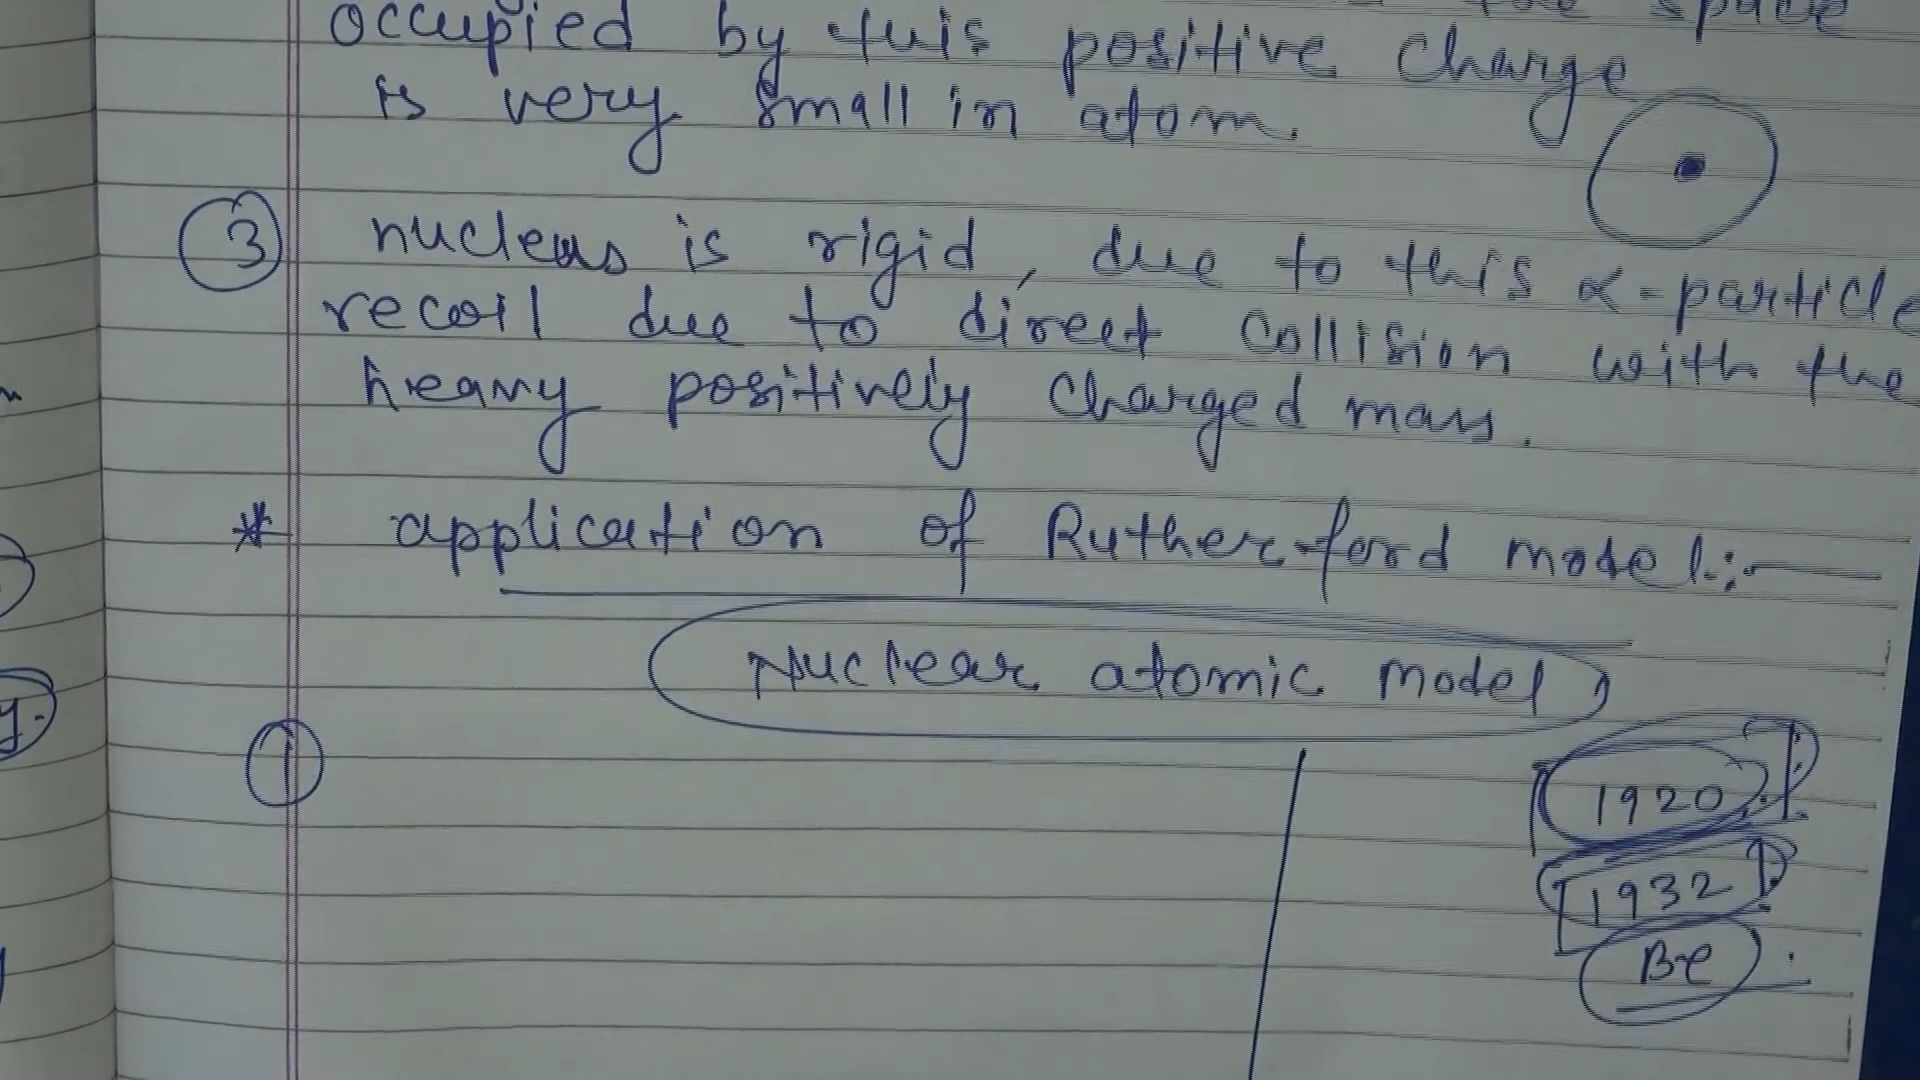 space
occupied by this positive charge
is very small in atom.
3 nucleus is rigid, due to this α-particle
recoil due to direct collision with the
heavy positively charged mass.
* application of Rutherford model:-
Nuclear atomic model
1
1920
1932
Be
y.